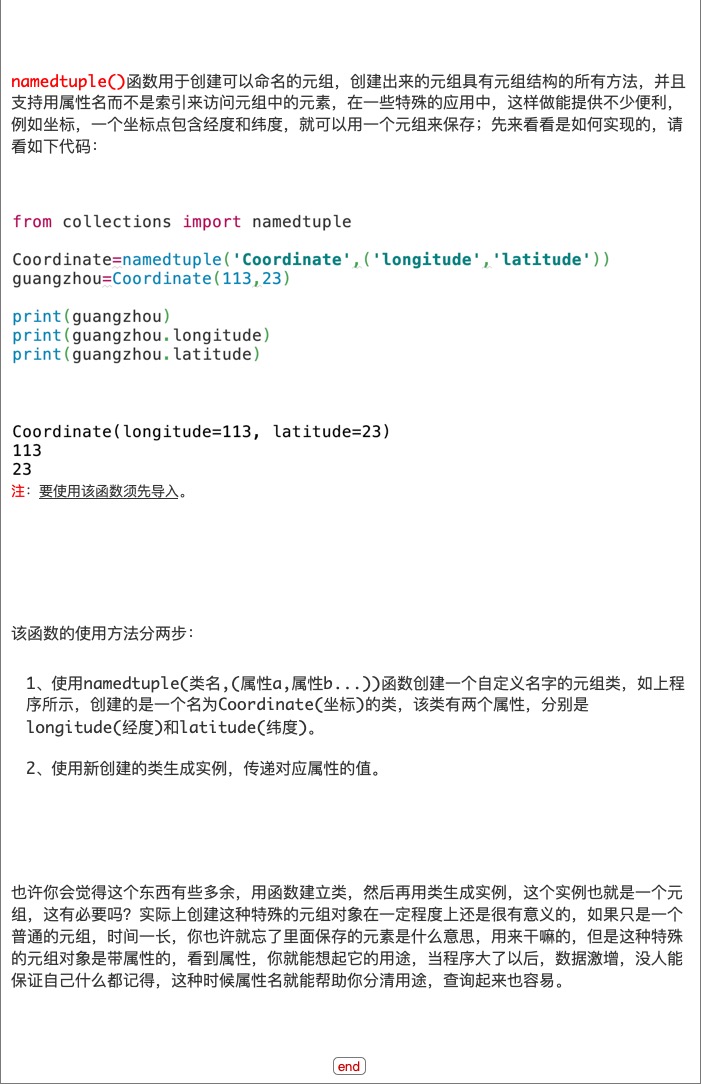 namedtuple()函数用于创建可以命名的元组，创建出来的元组具有元组结构的所有方法，并且
支持用属性名而不是索引来访问元组中的元素，在一些特殊的应用中，这样做能提供不少便利，
例如坐标，一个坐标点包含经度和纬度，就可以用一个元组来保存；先来看看是如何实现的，请
看如下代码：
from collections import namedtuple
Coordinate=namedtuple('Coordinate',('longitude','latitude'))
guangzhou=Coordinate(113,23)
print(guangzhou)
print(guangzhou.longitude)
print(guangzhou.latitude)
Coordinate(longitude=113, latitude=23)
113
23
注：要使用该函数须先导入。
该函数的使用方法分两步：
1、使用namedtuple(类名,(属性a,属性b...))函数创建一个自定义名字的元组类，如上程
序所示，创建的是一个名为Coordinate(坐标)的类，该类有两个属性，分别是
longitude(经度)和latitude(纬度)。
2、使用新创建的类生成实例，传递对应属性的值。
也许你会觉得这个东西有些多余，用函数建立类，然后再用类生成实例，这个实例也就是一个元
组，这有必要吗？实际上创建这种特殊的元组对象在一定程度上还是很有意义的，如果只是一个
普通的元组，时间一长，你也许就忘了里面保存的元素是什么意思，用来干嘛的，但是这种特殊
的元组对象是带属性的，看到属性，你就能想起它的用途，当程序大了以后，数据激增，没人能
保证自己什么都记得，这种时候属性名就能帮助你分清用途，查询起来也容易。
end